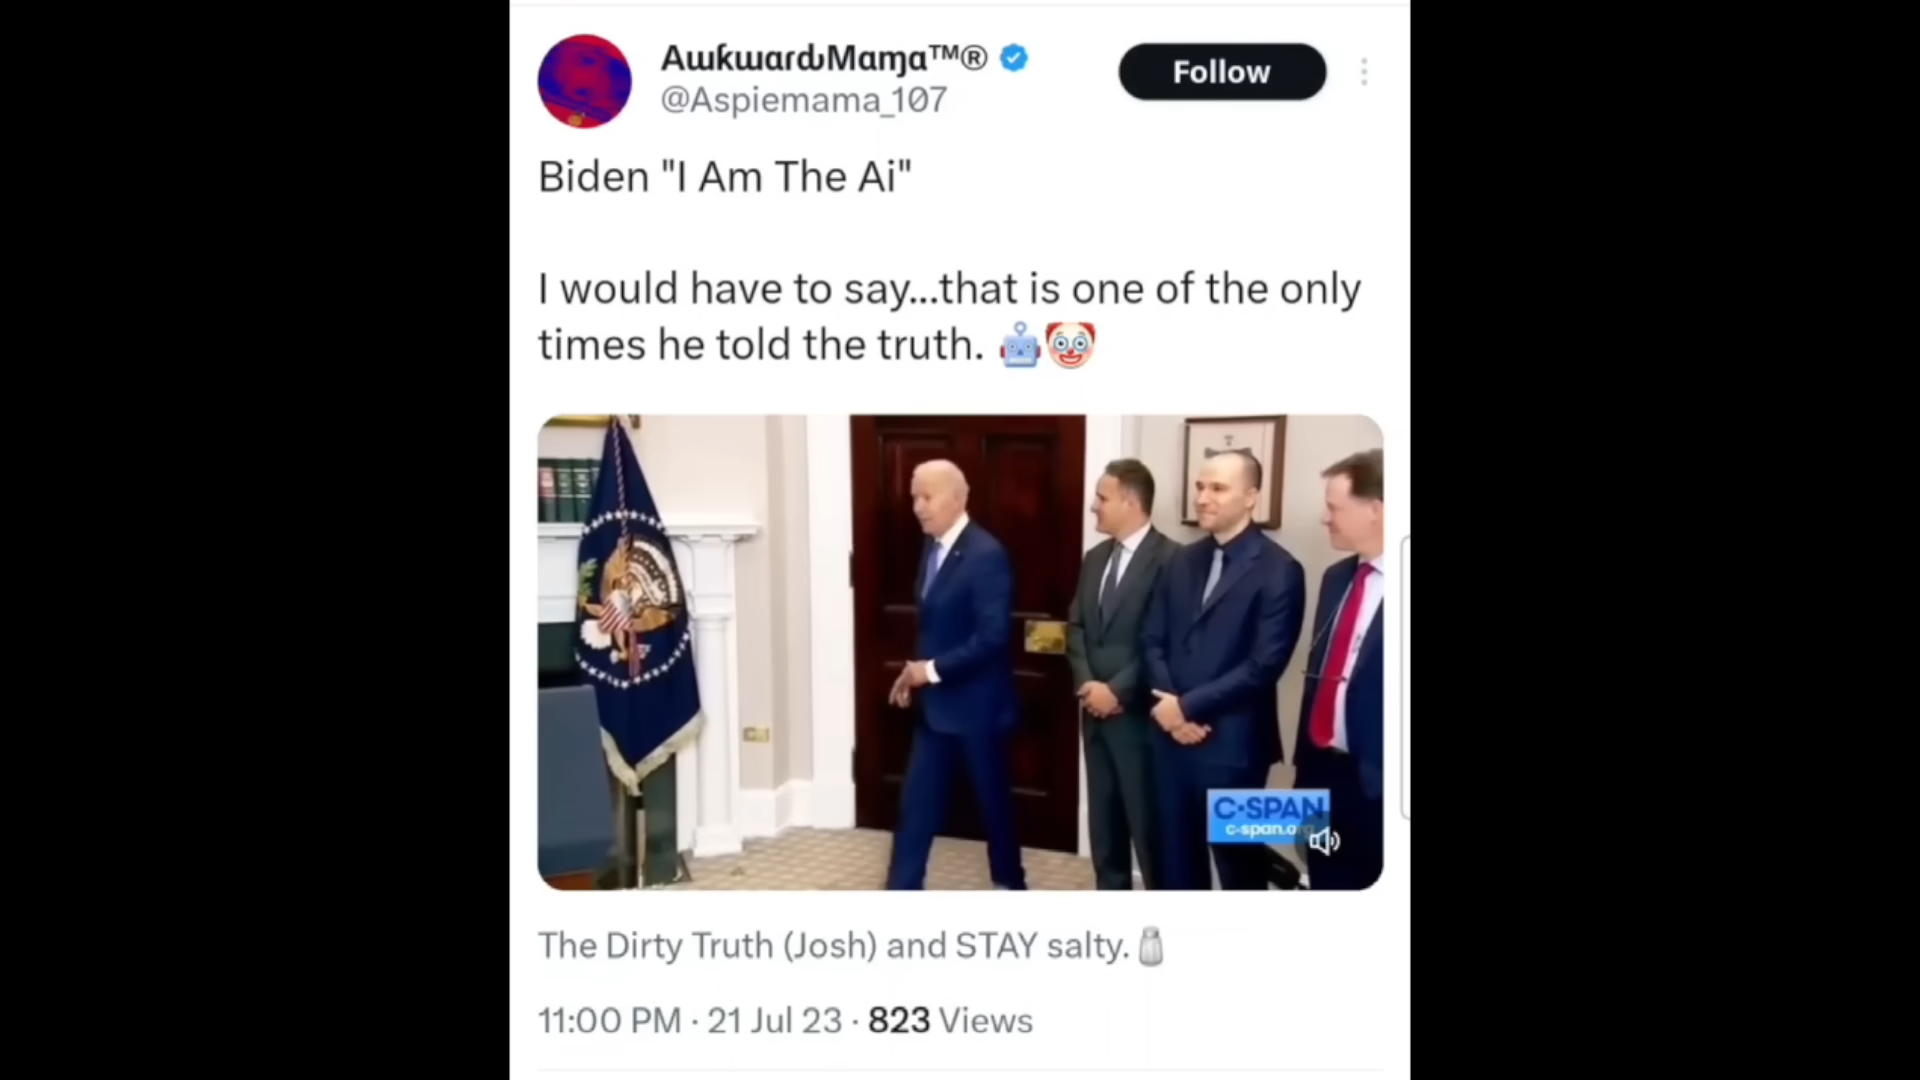 AwkwardMama™®
@Aspiemama_107
Follow
Biden "I Am The Ai"
I would have to say...that is one of the only
times he told the truth. 🤖🤡
C-SPAN
c-span.org
The Dirty Truth (Josh) and STAY salty.🧂
11:00 PM · 21 Jul 23 · 823 Views